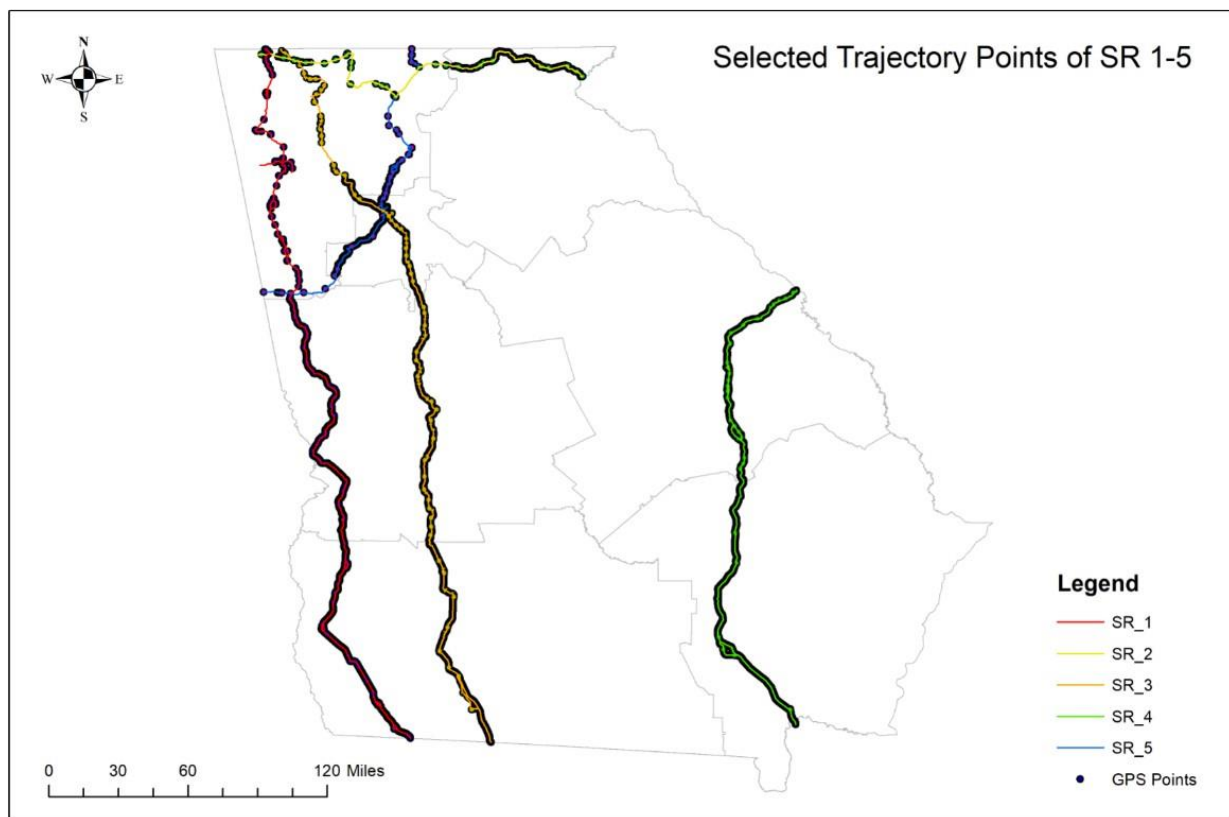 Selected Trajectory Points of SR 1-5
N
W E
S
Legend
SR_1
SR_2
SR_3
SR_4
SR_5
GPS Points
0 30 60 120 Miles